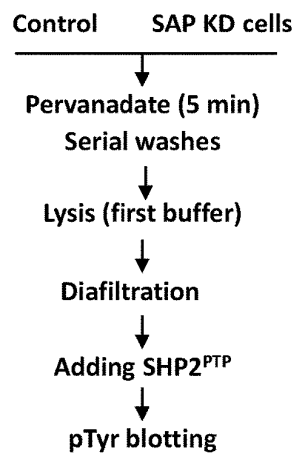 Control SAP KD cells
Pervanadate (5 min)
Serial washes
Lysis (first buffer)
Diafiltration
Adding SHP2ᴾᵀᴾ
pTyr blotting